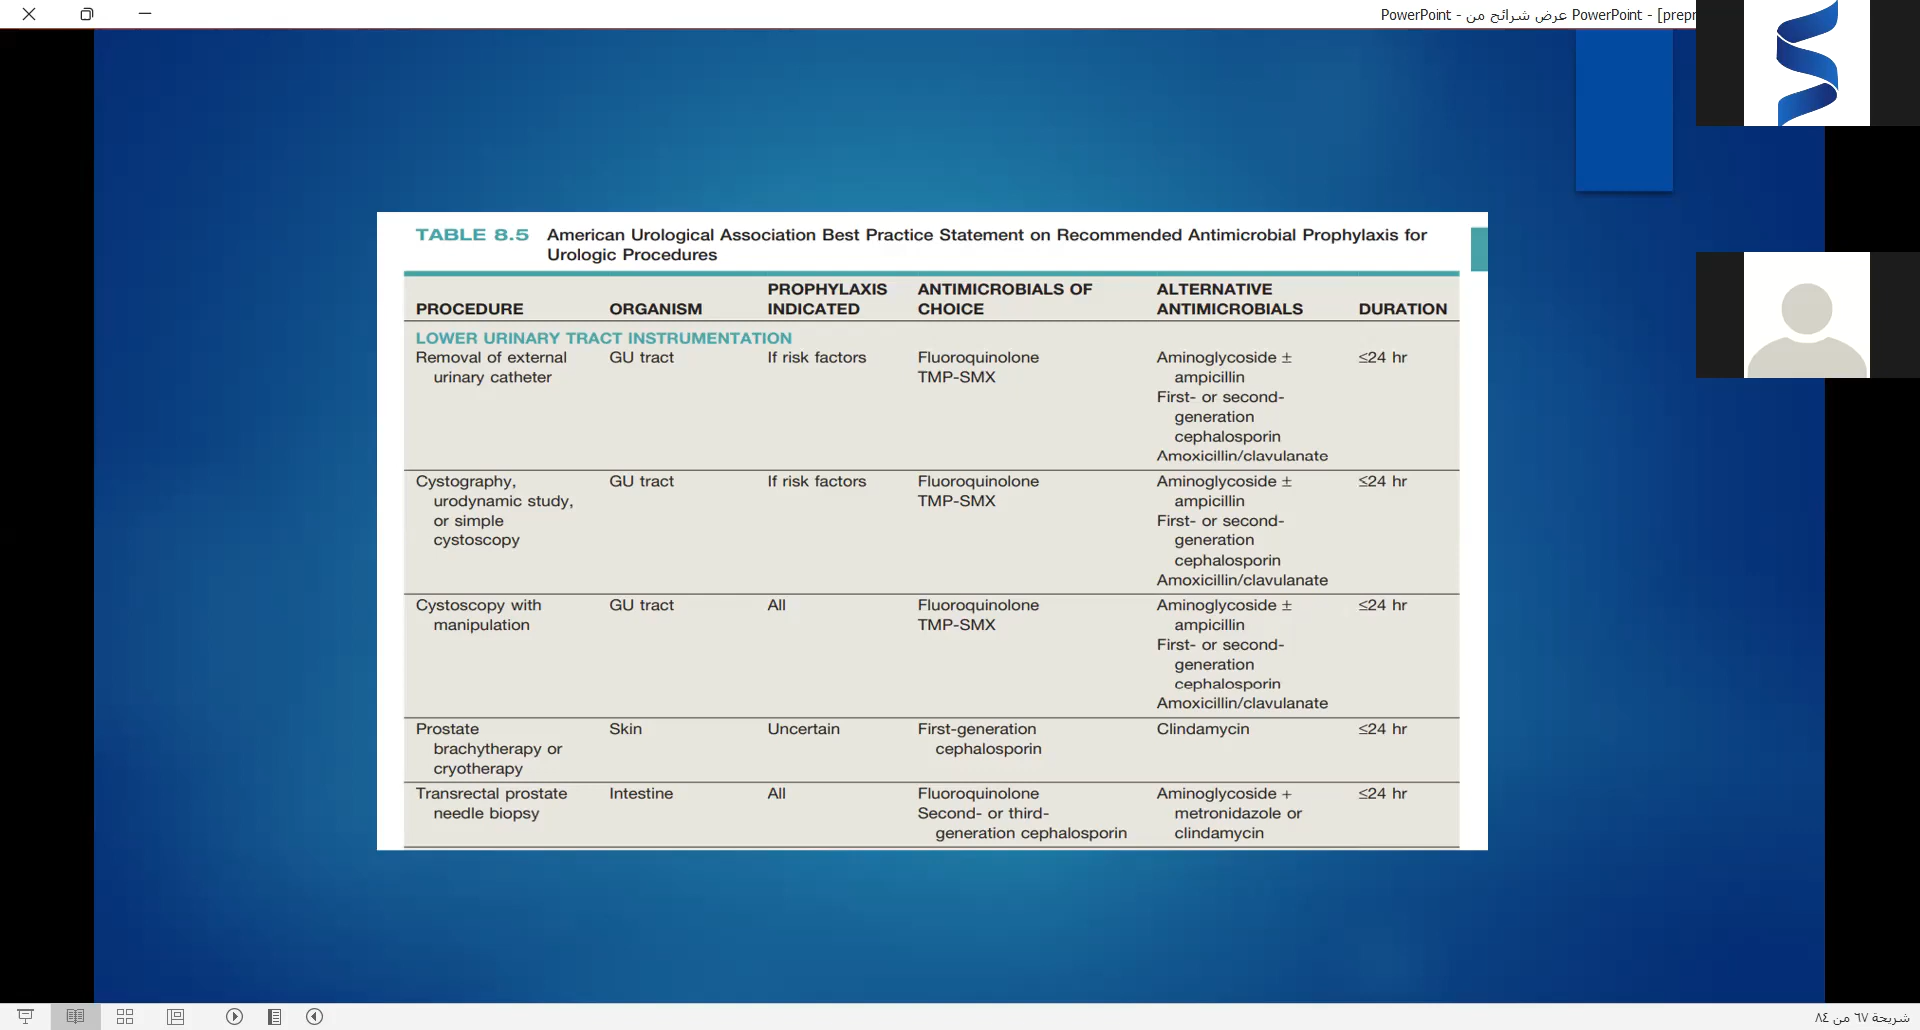 PowerPoint - عرض شرائح من PowerPoint - [prepr
TABLE 8.5 American Urological Association Best Practice Statement on Recommended Antimicrobial Prophylaxis for
Urologic Procedures
PROCEDURE ORGANISM PROPHYLAXIS INDICATED ANTIMICROBIALS OF CHOICE ALTERNATIVE ANTIMICROBIALS DURATION
LOWER URINARY TRACT INSTRUMENTATION
Removal of external GU tract If risk factors Fluoroquinolone Aminoglycoside ± ≤24 hr
urinary catheter TMP-SMX ampicillin
First- or second-
generation
cephalosporin
Amoxicillin/clavulanate
Cystography, GU tract If risk factors Fluoroquinolone Aminoglycoside ± ≤24 hr
urodynamic study, TMP-SMX ampicillin
or simple First- or second-
cystoscopy generation
cephalosporin
Amoxicillin/clavulanate
Cystoscopy with GU tract All Fluoroquinolone Aminoglycoside ± ≤24 hr
manipulation TMP-SMX ampicillin
First- or second-
generation
cephalosporin
Amoxicillin/clavulanate
Prostate Skin Uncertain First-generation Clindamycin ≤24 hr
brachytherapy or cephalosporin
cryotherapy
Transrectal prostate Intestine All Fluoroquinolone Aminoglycoside + ≤24 hr
needle biopsy Second- or third- metronidazole or
generation cephalosporin clindamycin
شريحة ٦٧ من ٨٤